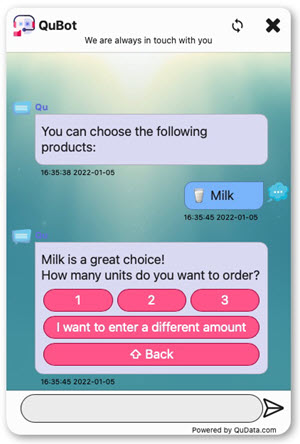 QuBot
We are always in touch with you
Qu
You can choose the following
products:
16:35:38 2022-01-05
Milk
16:35:45 2022-01-05
Qu
Milk is a great choice!
How many units do you want to order?
1 2 3
I want to enter a different amount
Back
16:35:45 2022-01-05
Powered by QuData.com